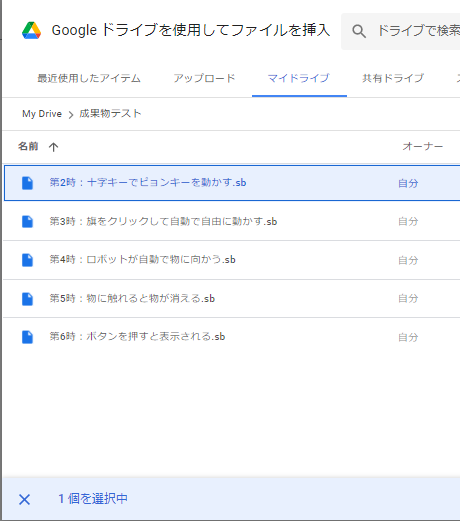 Google ドライブを使用してファイルを挿入
ドライブで検索
最近使用したアイテム アップロード マイドライブ 共有ドライブ
My Drive 成果物テスト
名前 オーナー
第2時：十字キーでピョンキーを動かす.sb 自分
第3時：旗をクリックして自動で自由に動かす.sb 自分
第4時：ロボットが自動で物に向かう.sb 自分
第5時：物に触れると物が消える.sb 自分
第6時：ボタンを押すと表示される.sb 自分
1 個を選択中